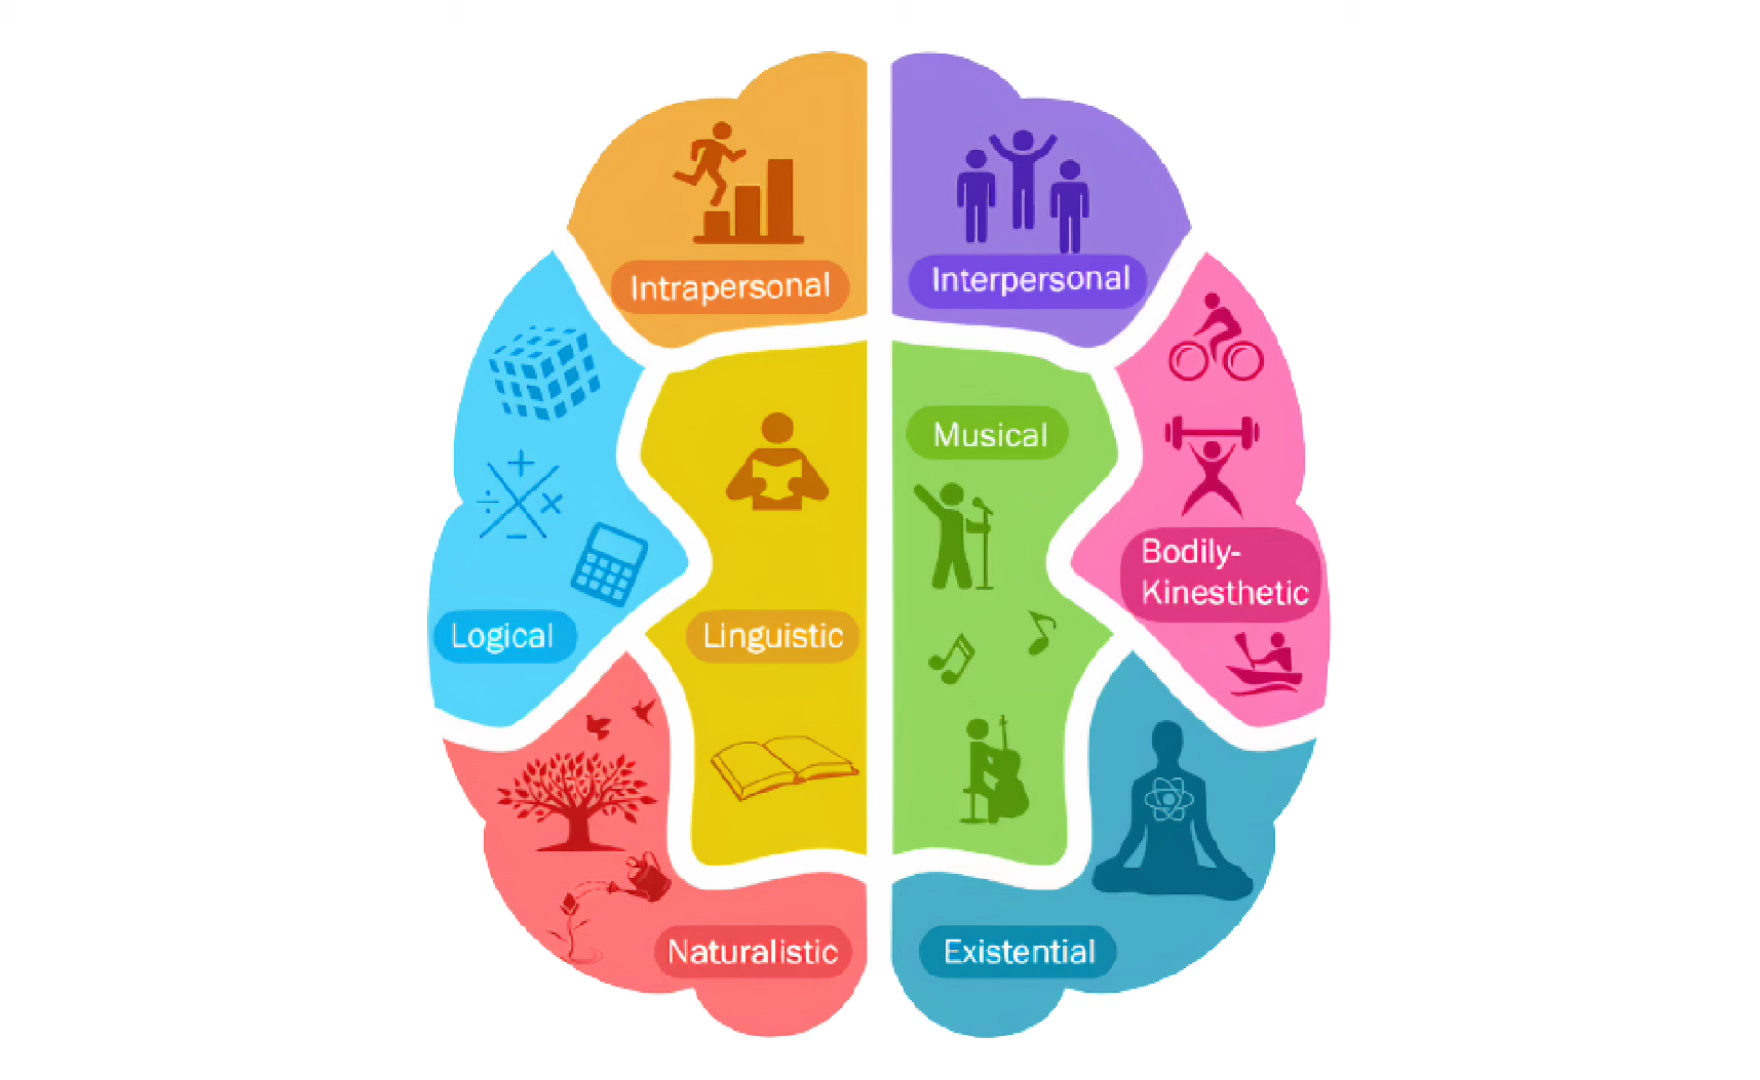 Intrapersonal
Interpersonal
Musical
Bodily-
Kinesthetic
Logical
Linguistic
Naturalistic
Existential